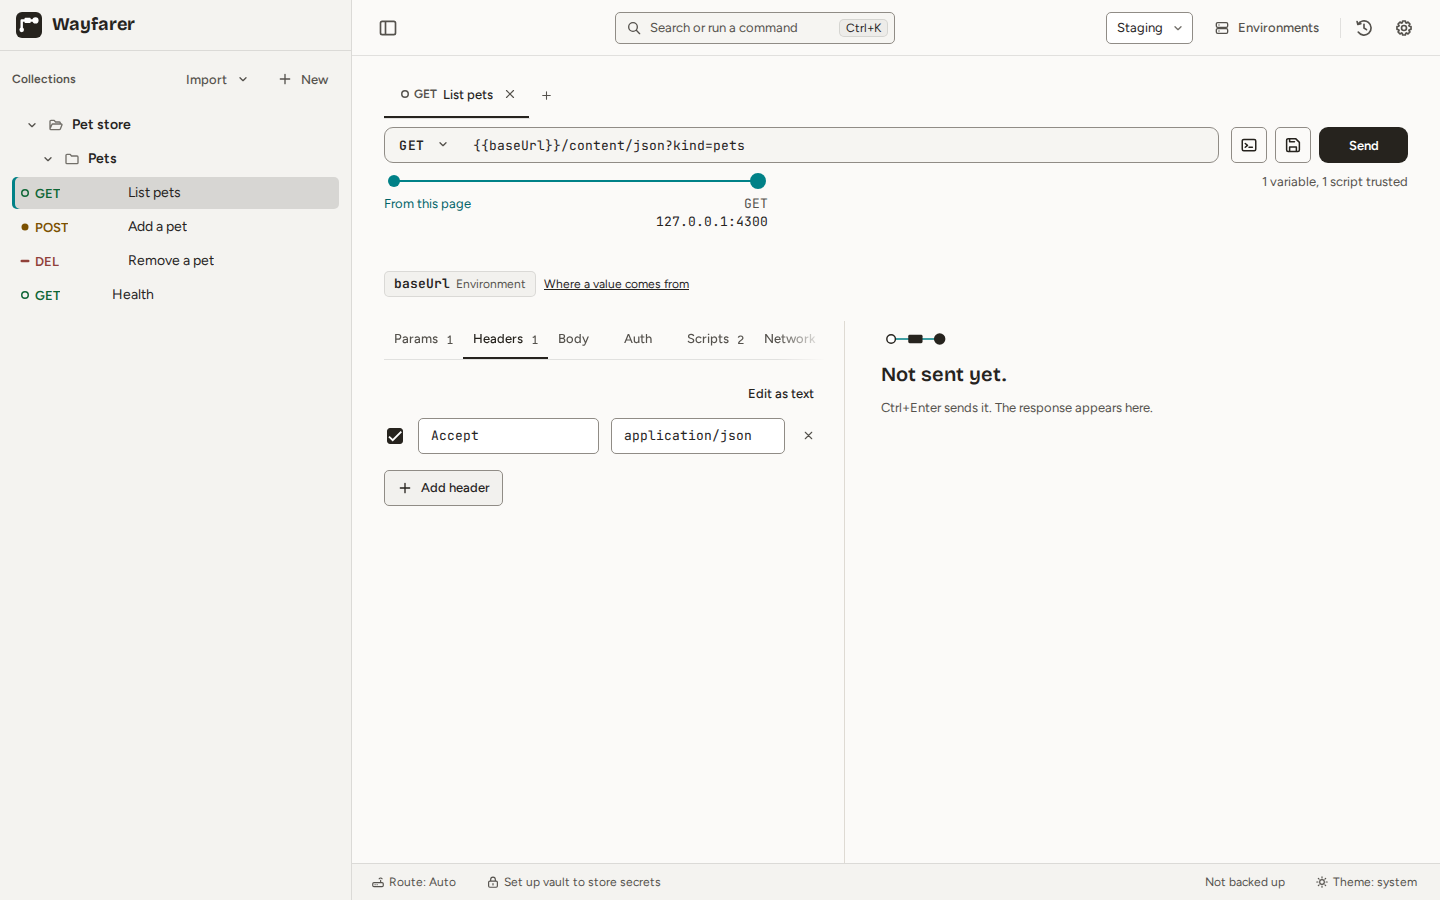 Wayfarer
Search or run a command Ctrl+K
Staging
Environments
Collections
Import
New
Pet store
Pets
GET List pets
POST Add a pet
DEL Remove a pet
GET Health
GET List pets
GET {{baseUrl}}/content/json?kind=pets
Send
1 variable, 1 script trusted
From this page
GET
127.0.0.1:4300
baseUrl Environment
Where a value comes from
Params 1
Headers 1
Body
Auth
Scripts 2
Network
Edit as text
Accept
application/json
Add header
Not sent yet.
Ctrl+Enter sends it. The response appears here.
Route: Auto
Set up vault to store secrets
Not backed up
Theme: system